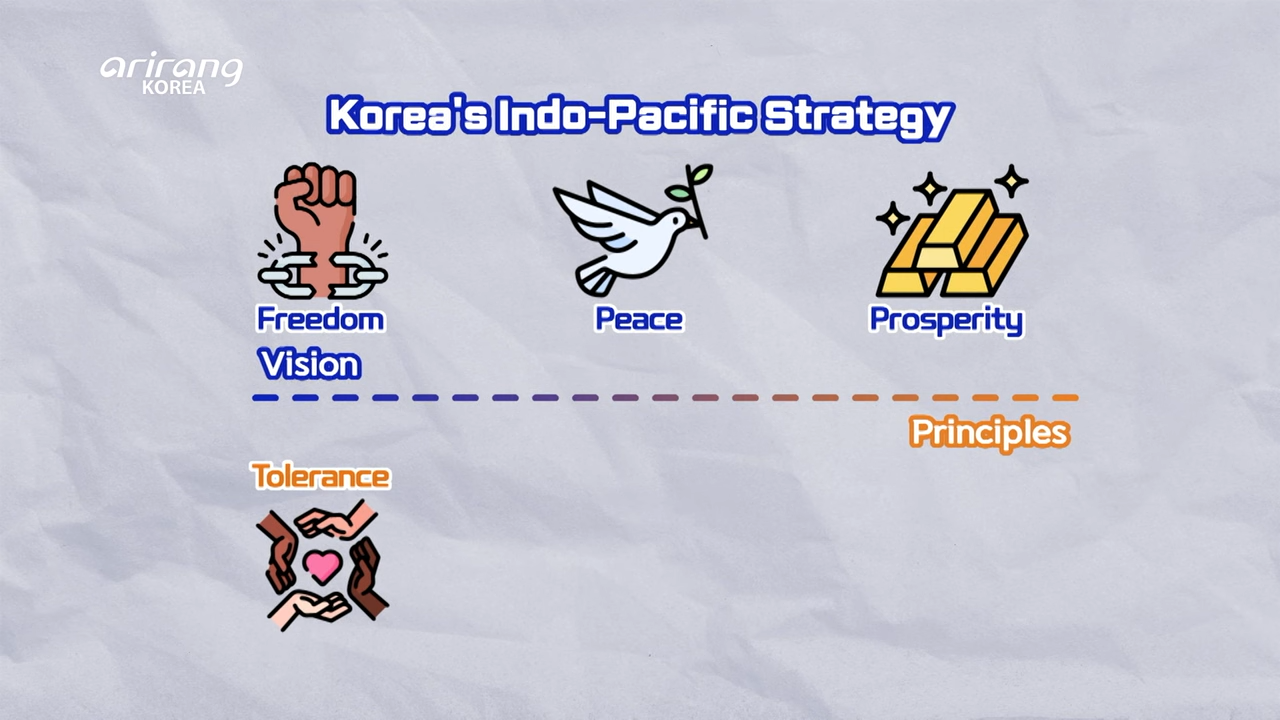 arirang
KOREA
Korea's Indo-Pacific Strategy
Freedom
Peace
Prosperity
Vision
Principles
Tolerance